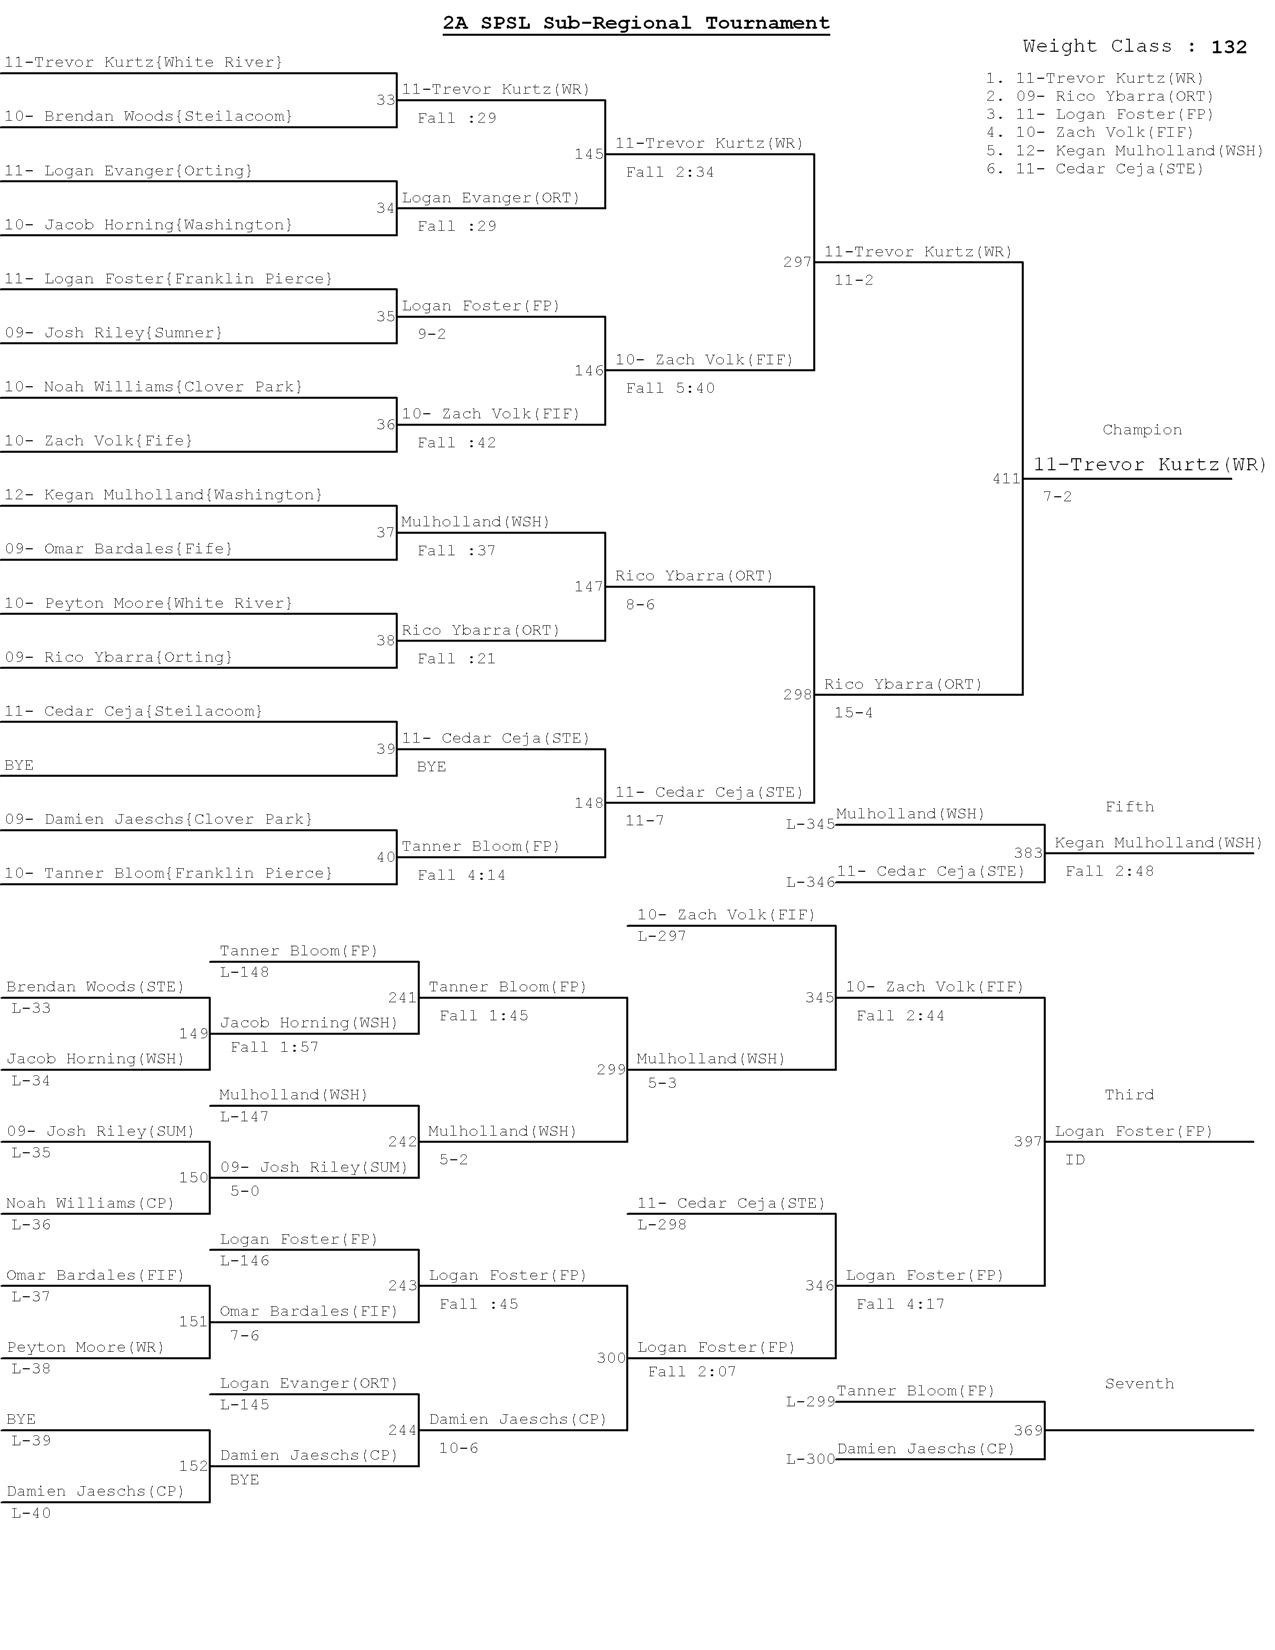 2A SPSL Sub-Regional Tournament
Weight Class : 132
1. 11-Trevor Kurtz(WR)
2. 09- Rico Ybarra(ORT)
3. 11- Logan Foster(FP)
4. 10- Zach Volk(FIF)
5. 12- Kegan Mulholland(WSH)
6. 11- Cedar Ceja(STE)
11-Trevor Kurtz{White River}
10- Brendan Woods{Steilacoom}
11- Logan Evanger{Orting}
10- Jacob Horning{Washington}
11- Logan Foster{Franklin Pierce}
09- Josh Riley{Sumner}
10- Noah Williams{Clover Park}
10- Zach Volk{Fife}
12- Kegan Mulholland{Washington}
09- Omar Bardales{Fife}
10- Peyton Moore{White River}
09- Rico Ybarra{Orting}
11- Cedar Ceja{Steilacoom}
BYE
09- Damien Jaeschs{Clover Park}
10- Tanner Bloom{Franklin Pierce}
33
11-Trevor Kurtz(WR)
Fall :29
34
Logan Evanger(ORT)
Fall :29
35
Logan Foster(FP)
9-2
36
10- Zach Volk(FIF)
Fall :42
37
Mulholland(WSH)
Fall :37
38
Rico Ybarra(ORT)
Fall :21
39
11- Cedar Ceja(STE)
BYE
40
Tanner Bloom(FP)
Fall 4:14
145
11-Trevor Kurtz(WR)
Fall 2:34
146
10- Zach Volk(FIF)
Fall 5:40
147
Rico Ybarra(ORT)
8-6
148
11- Cedar Ceja(STE)
11-7
297
11-Trevor Kurtz(WR)
11-2
298
Rico Ybarra(ORT)
15-4
Champion
411
11-Trevor Kurtz(WR)
7-2
Fifth
L-345
Mulholland(WSH)
L-346
11- Cedar Ceja(STE)
383
Kegan Mulholland(WSH)
Fall 2:48
Brendan Woods(STE)
L-33
Jacob Horning(WSH)
L-34
09- Josh Riley(SUM)
L-35
Noah Williams(CP)
L-36
Omar Bardales(FIF)
L-37
Peyton Moore(WR)
L-38
BYE
L-39
Damien Jaeschs(CP)
L-40
Tanner Bloom(FP)
L-148
149
Jacob Horning(WSH)
Fall 1:57
Mulholland(WSH)
L-147
150
09- Josh Riley(SUM)
5-0
Logan Foster(FP)
L-146
151
Omar Bardales(FIF)
7-6
Logan Evanger(ORT)
L-145
152
Damien Jaeschs(CP)
BYE
241
Tanner Bloom(FP)
Fall 1:45
242
Mulholland(WSH)
5-2
243
Logan Foster(FP)
Fall :45
244
Damien Jaeschs(CP)
10-6
10- Zach Volk(FIF)
L-297
299
Mulholland(WSH)
5-3
11- Cedar Ceja(STE)
L-298
300
Logan Foster(FP)
Fall 2:07
345
10- Zach Volk(FIF)
Fall 2:44
346
Logan Foster(FP)
Fall 4:17
Third
397
Logan Foster(FP)
ID
Seventh
L-299
Tanner Bloom(FP)
L-300
Damien Jaeschs(CP)
369